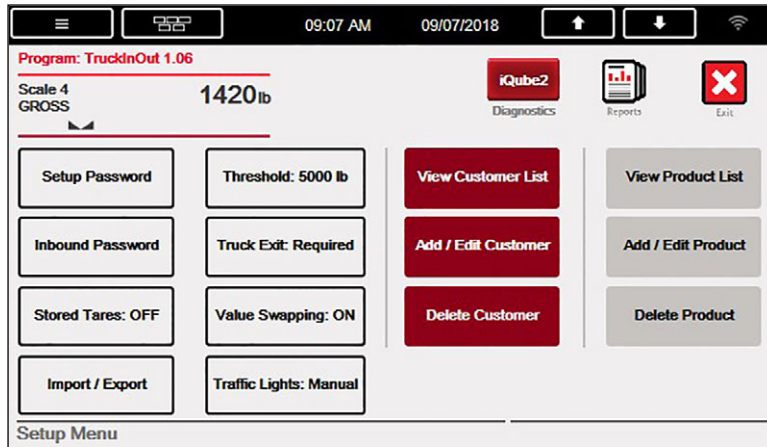 09:07 AM 09/07/2018
Program: TruckInOut 1.06
Scale 4
GROSS
1420lb
iQube2
Diagnostics
Reports
Exit
Setup Password
Threshold: 5000 lb
View Customer List
View Product List
Inbound Password
Truck Exit: Required
Add / Edit Customer
Add / Edit Product
Stored Tares: OFF
Value Swapping: ON
Delete Customer
Delete Product
Import / Export
Traffic Lights: Manual
Setup Menu